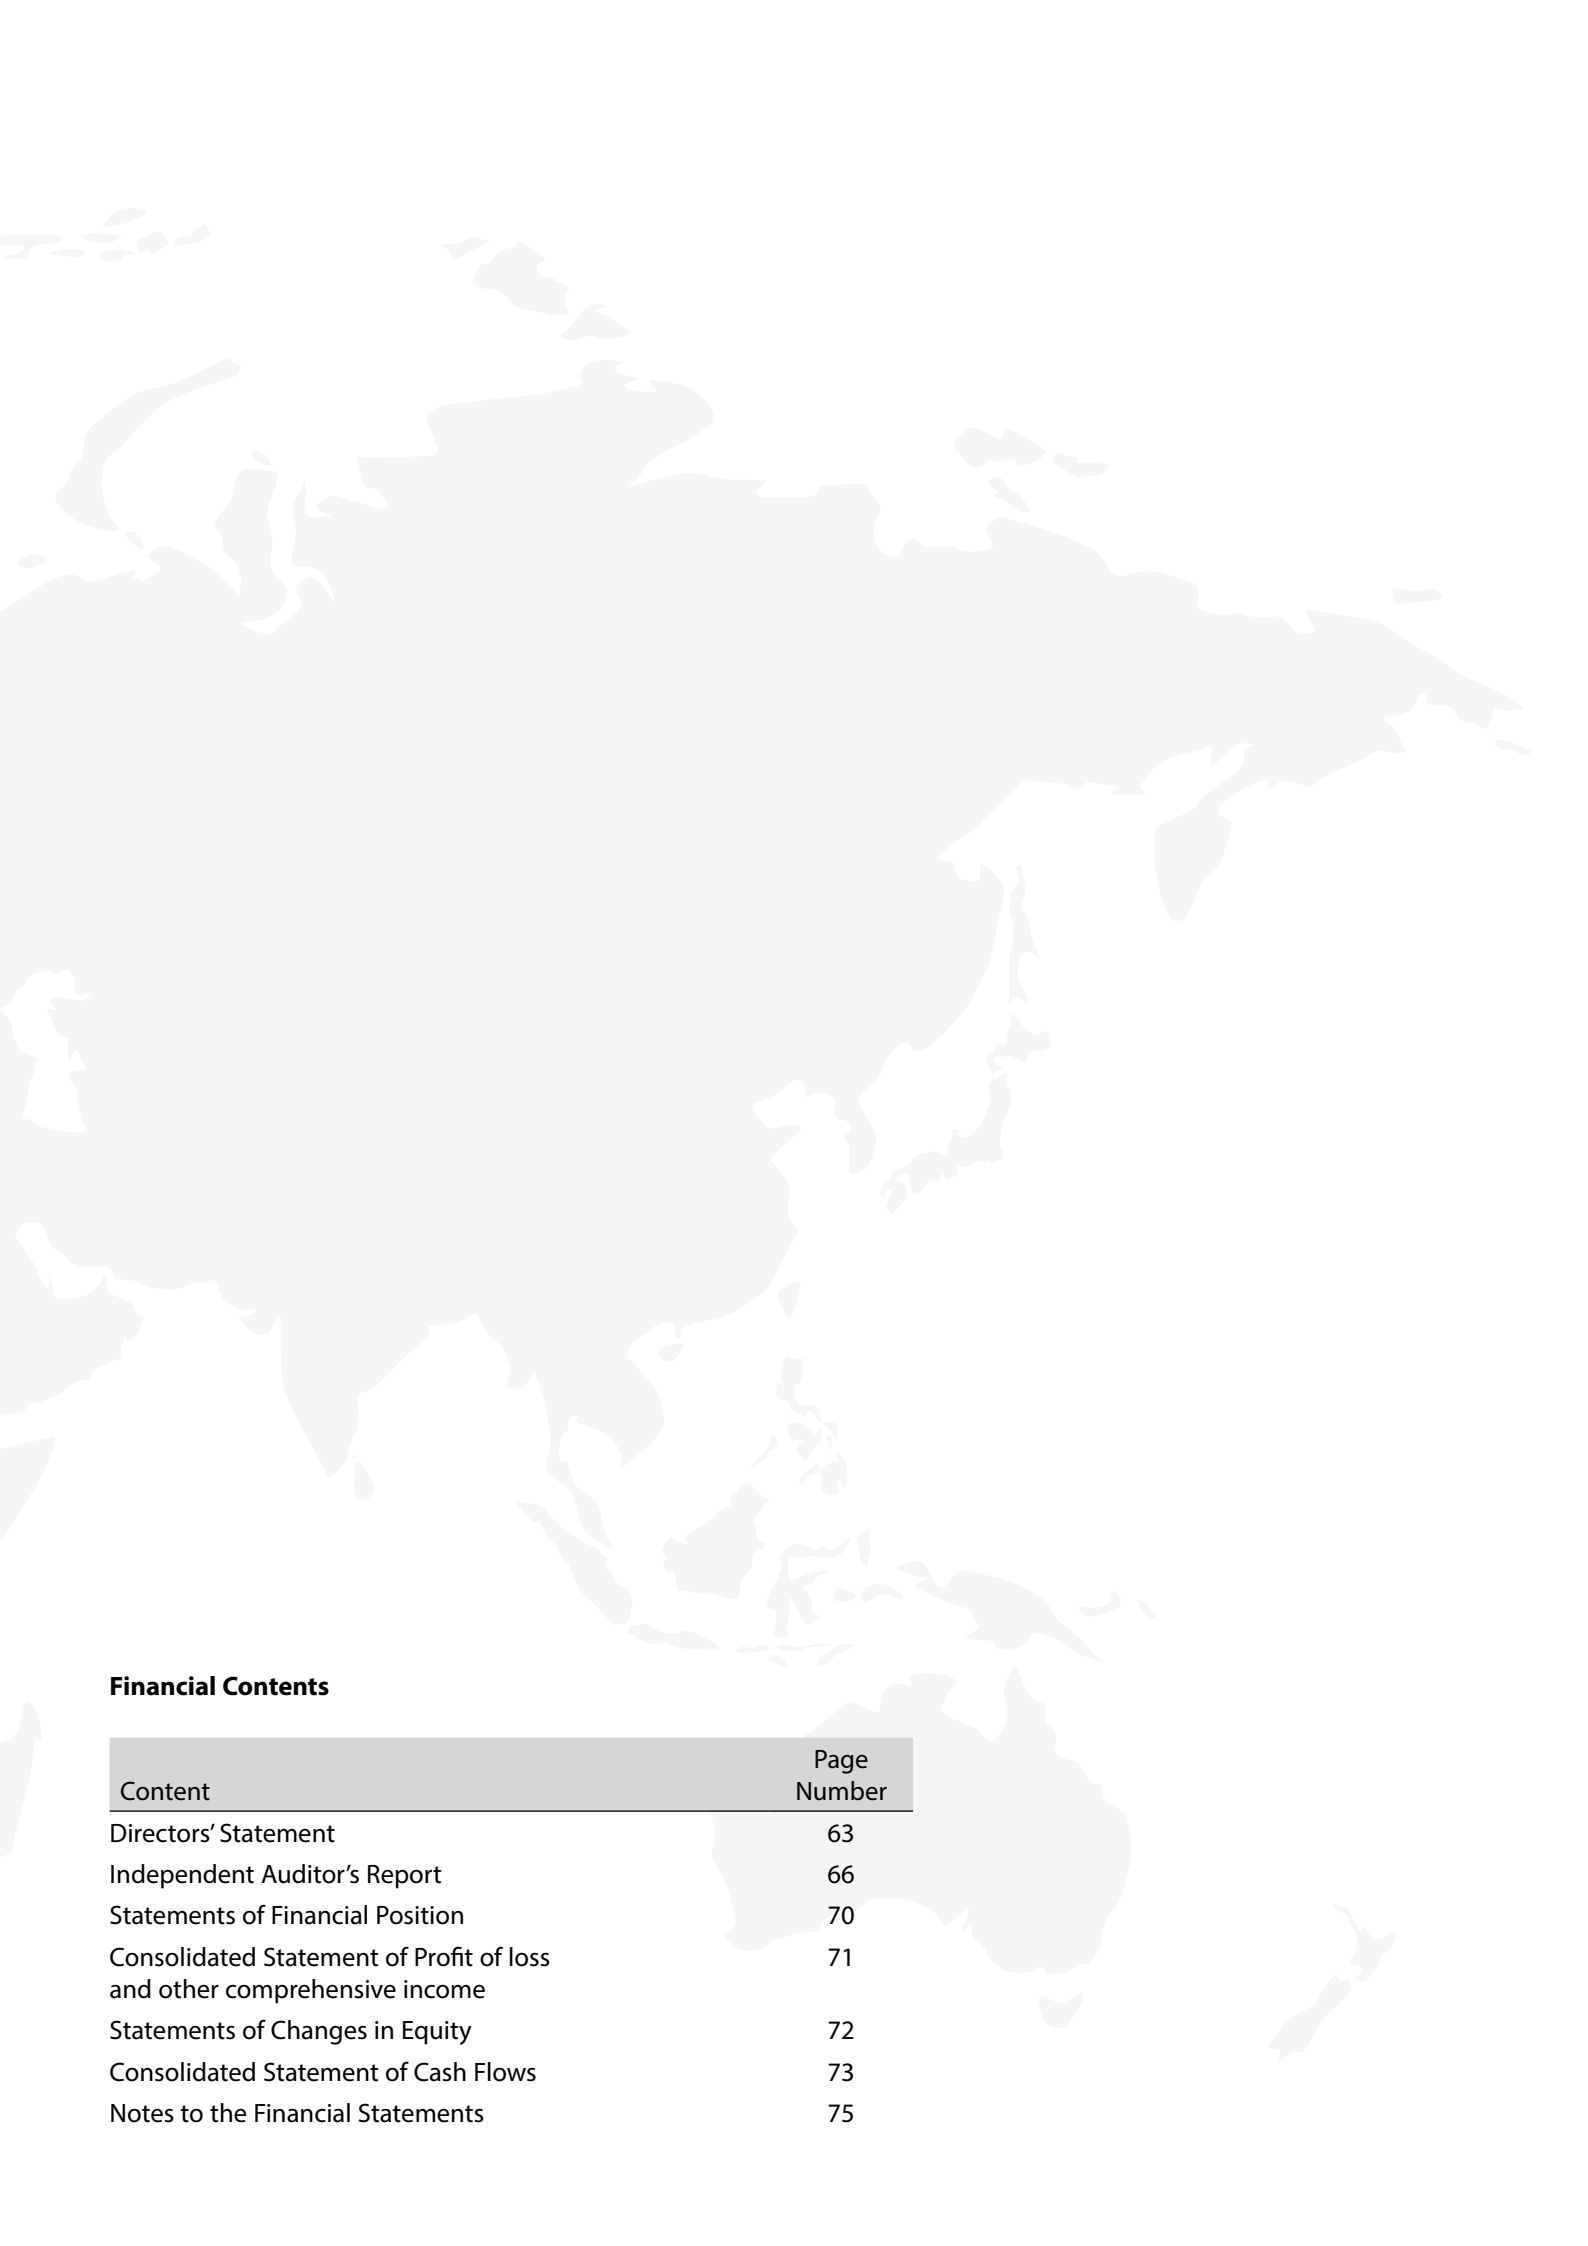 Financial Contents
Page
Content Number
Directors’ Statement 63
Independent Auditor’s Report 66
Statements of Financial Position 70
Consolidated Statement of Profit of loss 71
and other comprehensive income
Statements of Changes in Equity 72
Consolidated Statement of Cash Flows 73
Notes to the Financial Statements 75